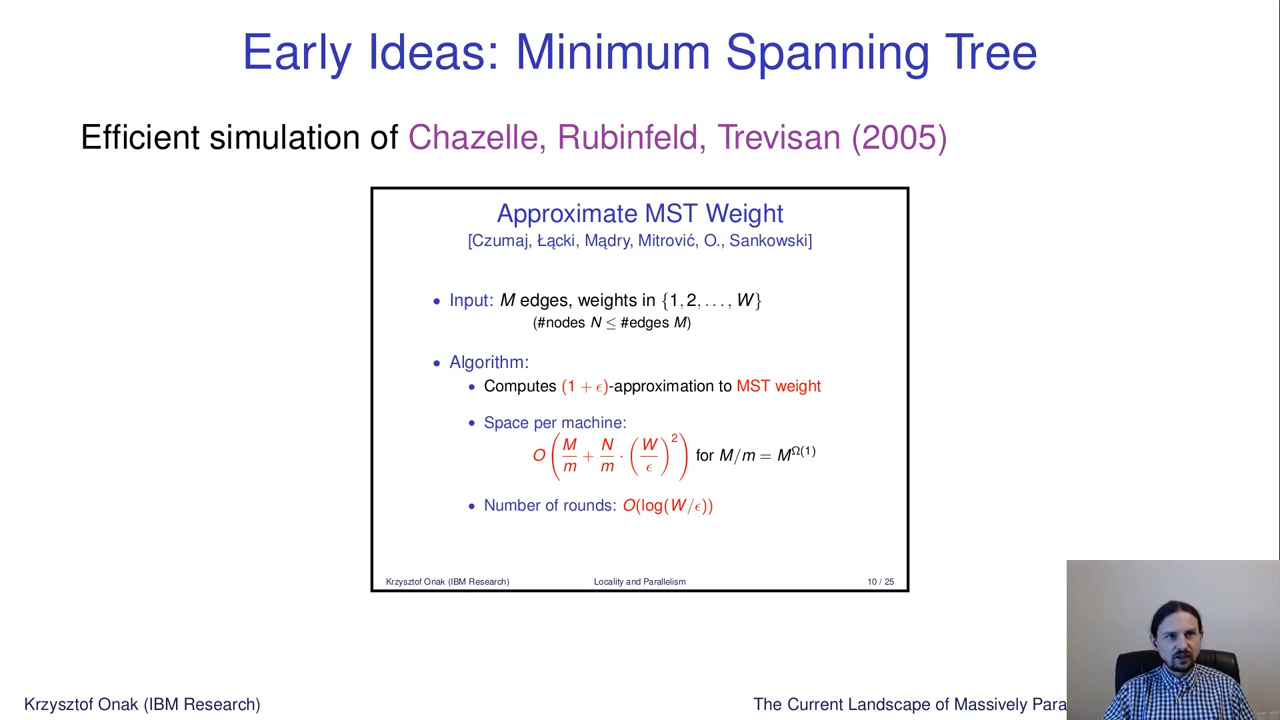 Early Ideas: Minimum Spanning Tree
Efficient simulation of Chazelle, Rubinfeld, Trevisan (2005)
Approximate MST Weight
[Czumaj, Łącki, Mądry, Mitrović, O., Sankowski]
• Input: M edges, weights in {1, 2, . . . , W}
(#nodes N ≤ #edges M)
• Algorithm:
• Computes (1 + ϵ)-approximation to MST weight
• Space per machine:
O(M/m + N/m · (W/ϵ)²) for M/m = M^Ω(1)
• Number of rounds: O(log(W/ϵ))
Krzysztof Onak (IBM Research) Locality and Parallelism 10 / 25
Krzysztof Onak (IBM Research) The Current Landscape of Massively Para